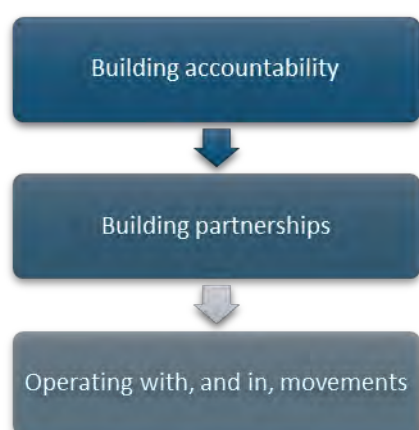 Building accountability
Building partnerships
Operating with, and in, movements